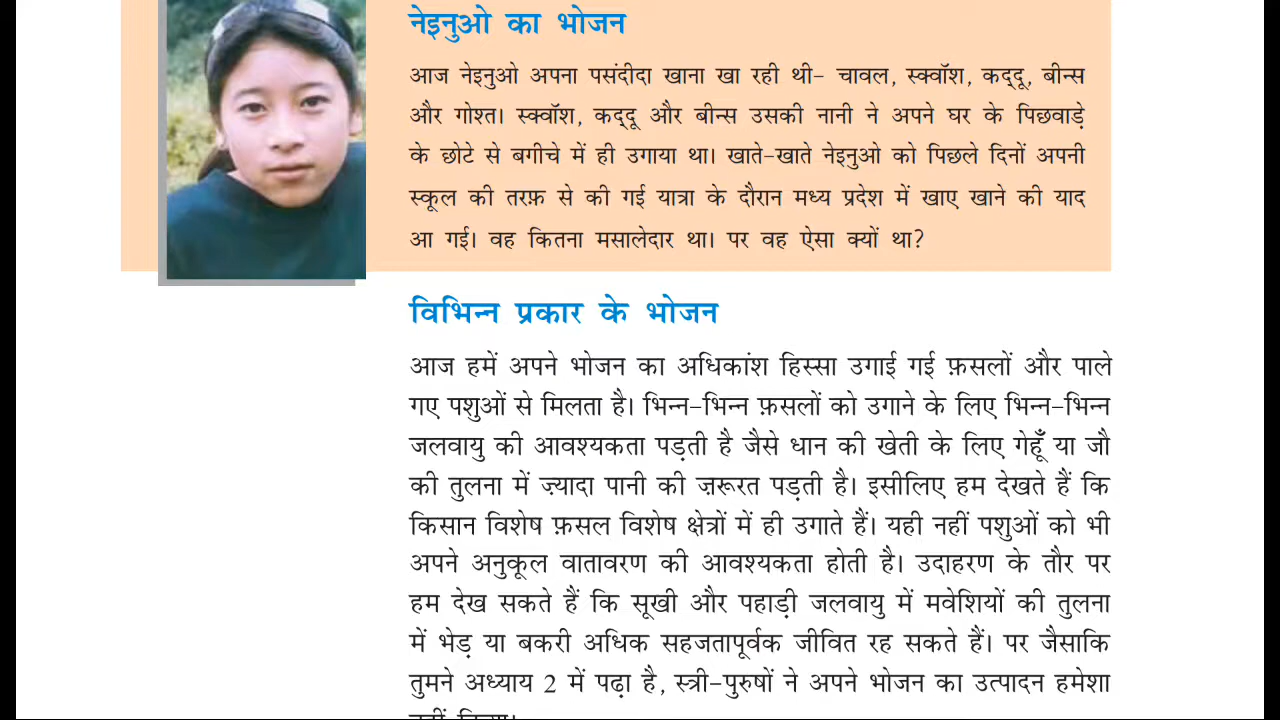 नेइनुओ का भोजन
आज नेइनुओ अपना पसंदीदा खाना खा रही थी– चावल, स्क्वॉश, कद्दू, बीन्स
और गोश्त। स्क्वॉश, कद्दू और बीन्स उसकी नानी ने अपने घर के पिछवाड़े
के छोटे से बगीचे में ही उगाया था। खाते-खाते नेइनुओ को पिछले दिनों अपनी
स्कूल की तरफ़ से की गई यात्रा के दौरान मध्य प्रदेश में खाए खाने की याद
आ गई। वह कितना मसालेदार था। पर वह ऐसा क्यों था?
विभिन्न प्रकार के भोजन
आज हमें अपने भोजन का अधिकांश हिस्सा उगाई गई फ़सलों और पाले
गए पशुओं से मिलता है। भिन्न-भिन्न फ़सलों को उगाने के लिए भिन्न-भिन्न
जलवायु की आवश्यकता पड़ती है जैसे धान की खेती के लिए गेहूँ या जौ
की तुलना में ज़्यादा पानी की ज़रूरत पड़ती है। इसीलिए हम देखते हैं कि
किसान विशेष फ़सल विशेष क्षेत्रों में ही उगाते हैं। यही नहीं पशुओं को भी
अपने अनुकूल वातावरण की आवश्यकता होती है। उदाहरण के तौर पर
हम देख सकते हैं कि सूखी और पहाड़ी जलवायु में मवेशियों की तुलना
में भेड़ या बकरी अधिक सहजतापूर्वक जीवित रह सकते हैं। पर जैसाकि
तुमने अध्याय 2 में पढ़ा है, स्त्री-पुरुषों ने अपने भोजन का उत्पादन हमेशा